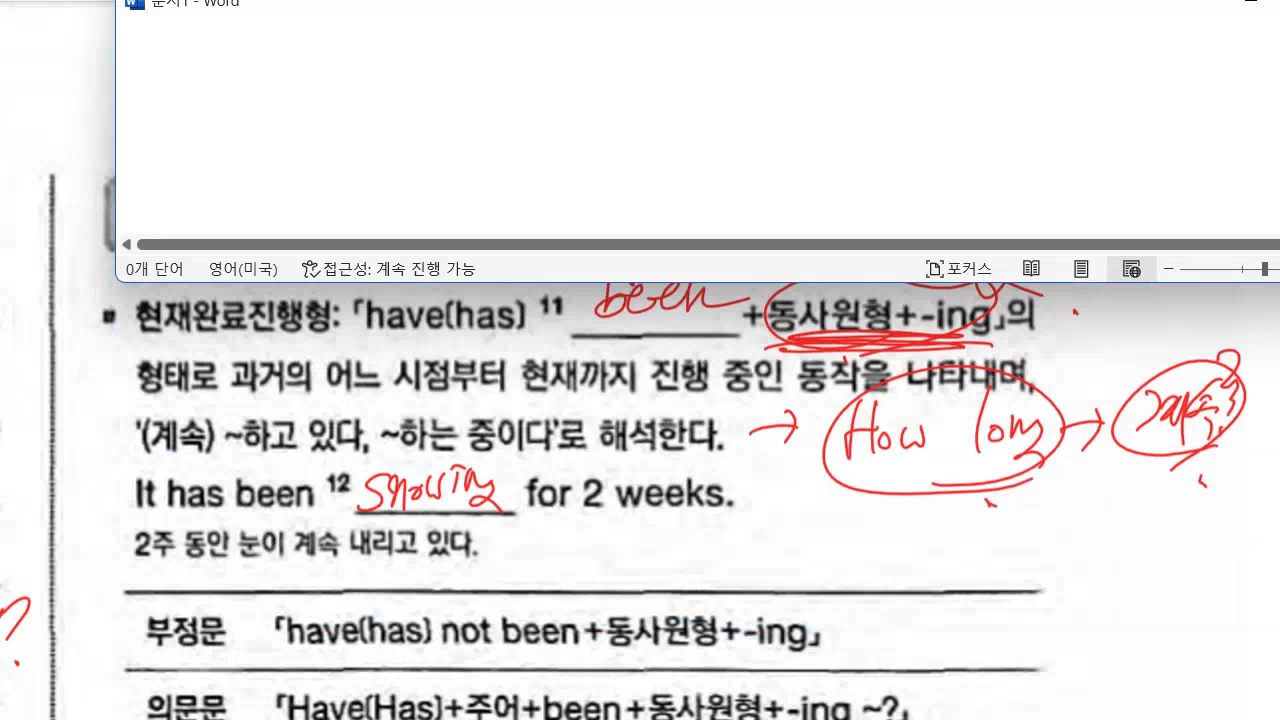 문서1 - Word
0개 단어 영어(미국) 접근성: 계속 진행 가능 포커스
been
현재완료진행형: 「have(has) 11 +동사원형+-ing」의
형태로 과거의 어느 시점부터 현재까지 진행 중인 동작을 나타내며,
'(계속) ~하고 있다, ~하는 중이다'로 해석한다. → How long →
It has been 12 snowing for 2 weeks.
2주 동안 눈이 계속 내리고 있다.
부정문 「have(has) not been+동사원형+-ing」
의문문 「Have(Has)+주어+been+동사원형+-ing ~?」